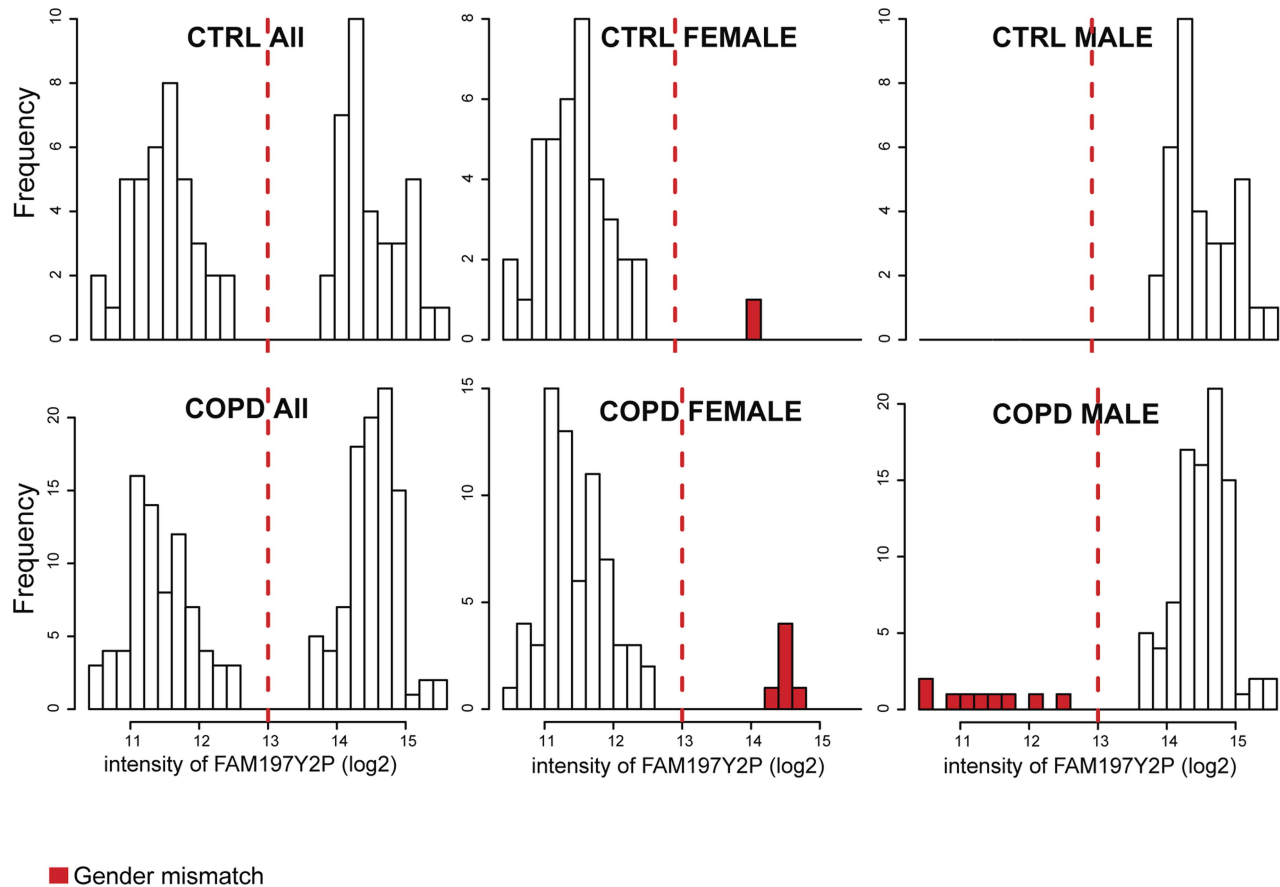 CTRL All
CTRL FEMALE
CTRL MALE
Frequency
0 2 4 6 8 10
0 2 4 6 8
0 2 4 6 8 10
COPD All
COPD FEMALE
COPD MALE
Frequency
0 5 10 15 20
0 5 10 15
0 5 10 15 20
11 12 13 14 15
11 12 13 14 15
11 12 13 14 15
intensity of FAM197Y2P (log2)
intensity of FAM197Y2P (log2)
intensity of FAM197Y2P (log2)
Gender mismatch